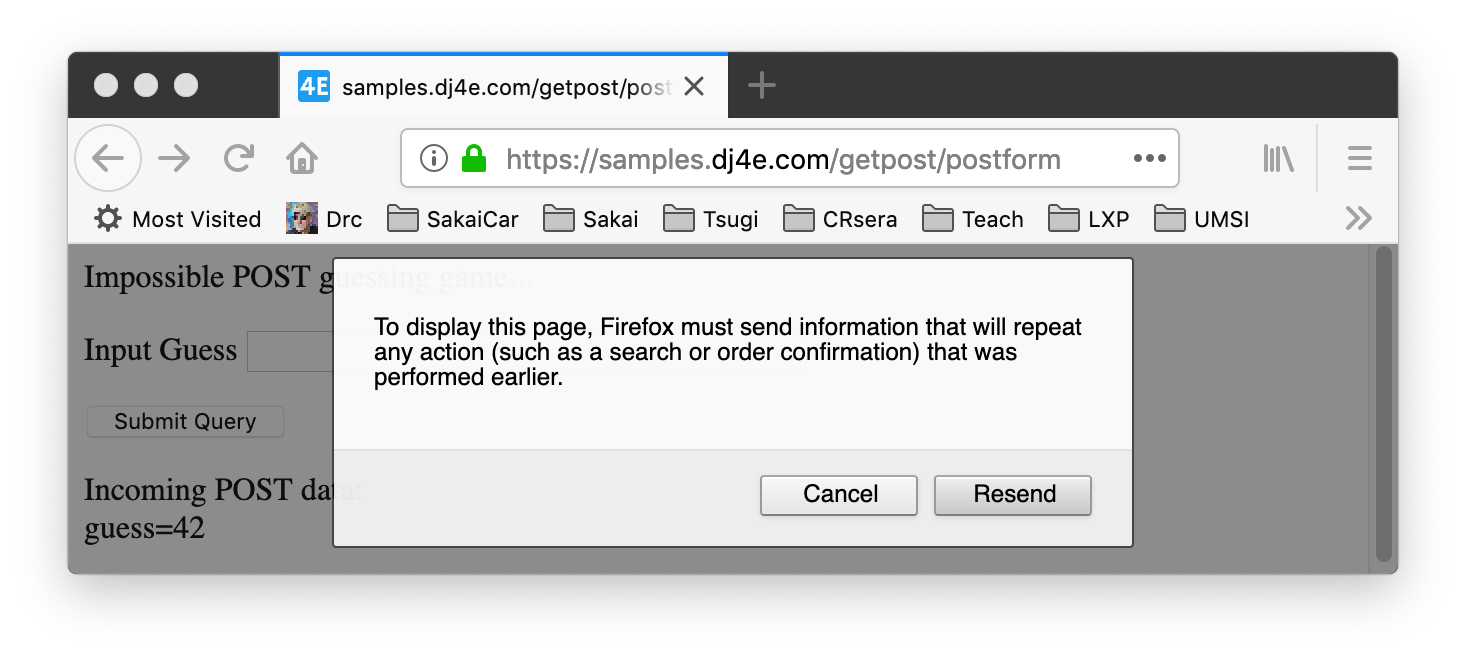 4E samples.dj4e.com/getpost/post
https://samples.dj4e.com/getpost/postform
Most Visited Drc SakaiCar Sakai Tsugi CRsera Teach LXP UMSI
Impossible POST guessing game...
To display this page, Firefox must send information that will repeat
any action (such as a search or order confirmation) that was
performed earlier.
Input Guess
Submit Query
Cancel Resend
Incoming POST data:
guess=42